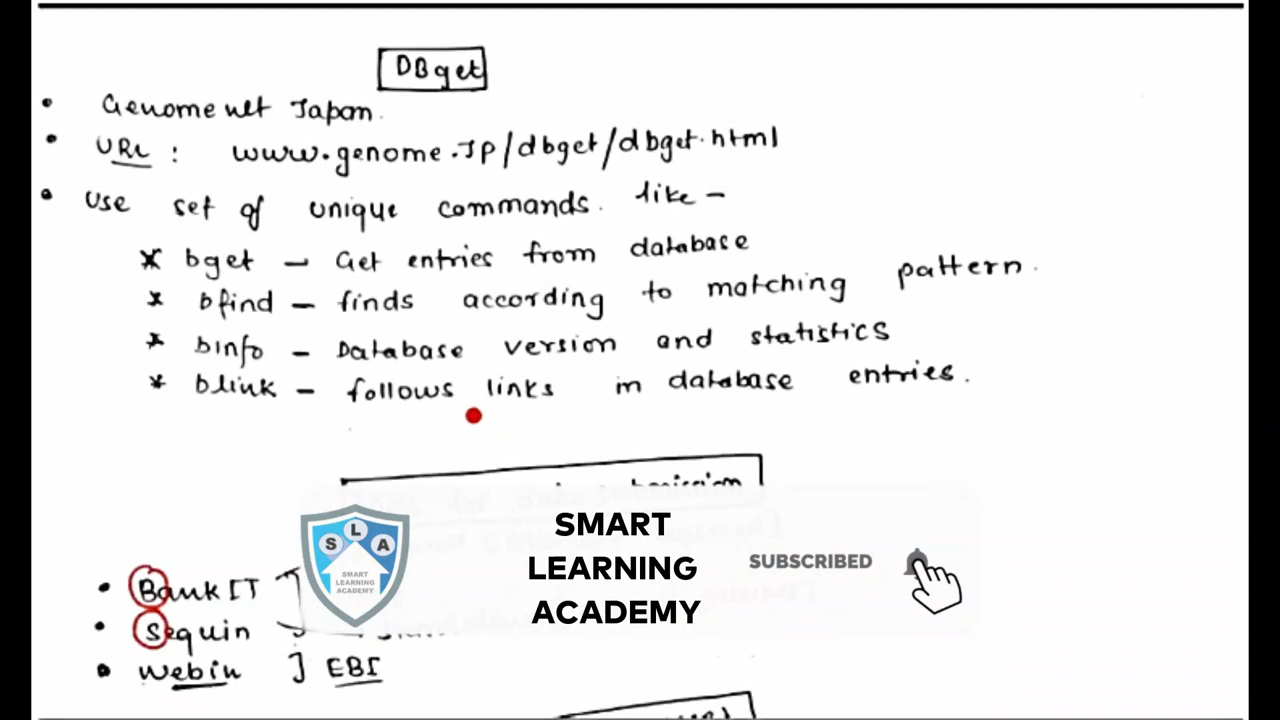 DBget
• Genome net Japan.
• URL : www.genome.Jp/dbget/dbget.html
• Use set of unique commands. like –
* bget – Get entries from database
* bfind – finds according to matching pattern.
* binfo – Database version and statistics
* blink – follows links in database entries.
S L A
SMART LEARNING ACADEMY
SMART
LEARNING
ACADEMY
SUBSCRIBED
• BankIT
• Sequin
• Webin ] EBI